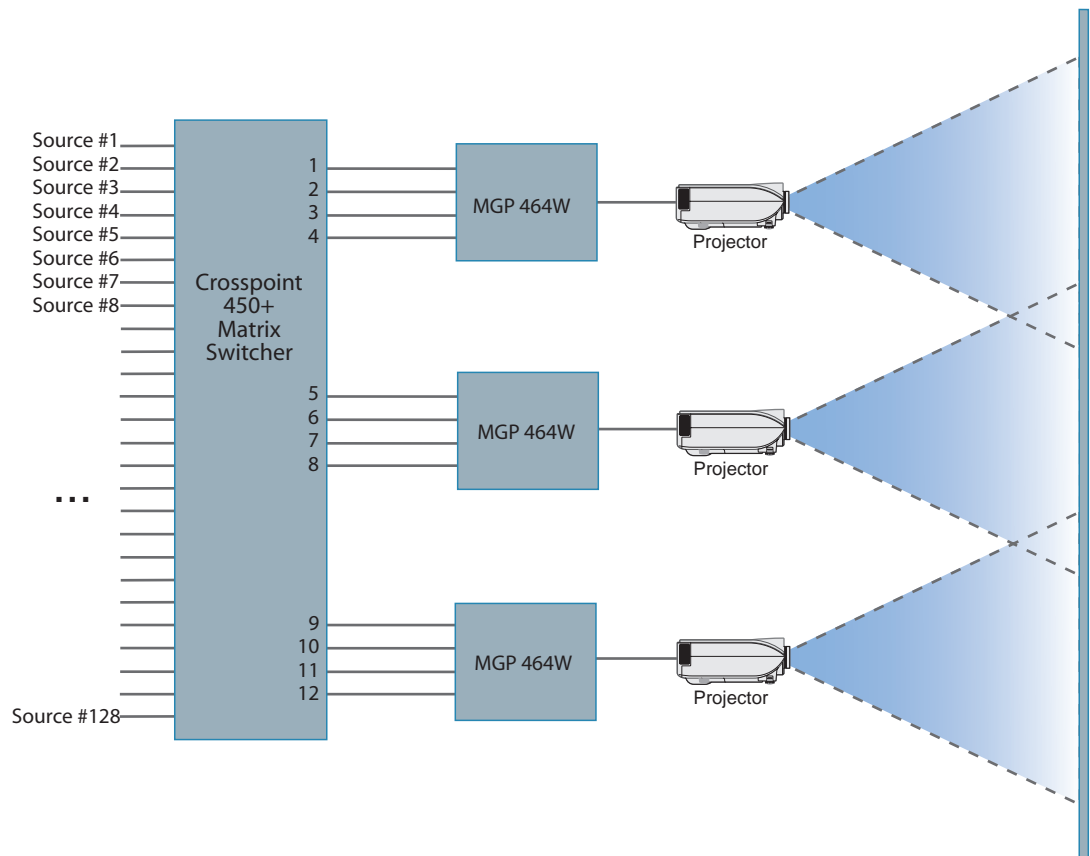 Source #1
Source #2
Source #3
Source #4
Source #5
Source #6
Source #7
Source #8
...
Source #128
Crosspoint
450+
Matrix
Switcher
1
2
3
4
5
6
7
8
9
10
11
12
MGP 464W
Projector
MGP 464W
Projector
MGP 464W
Projector